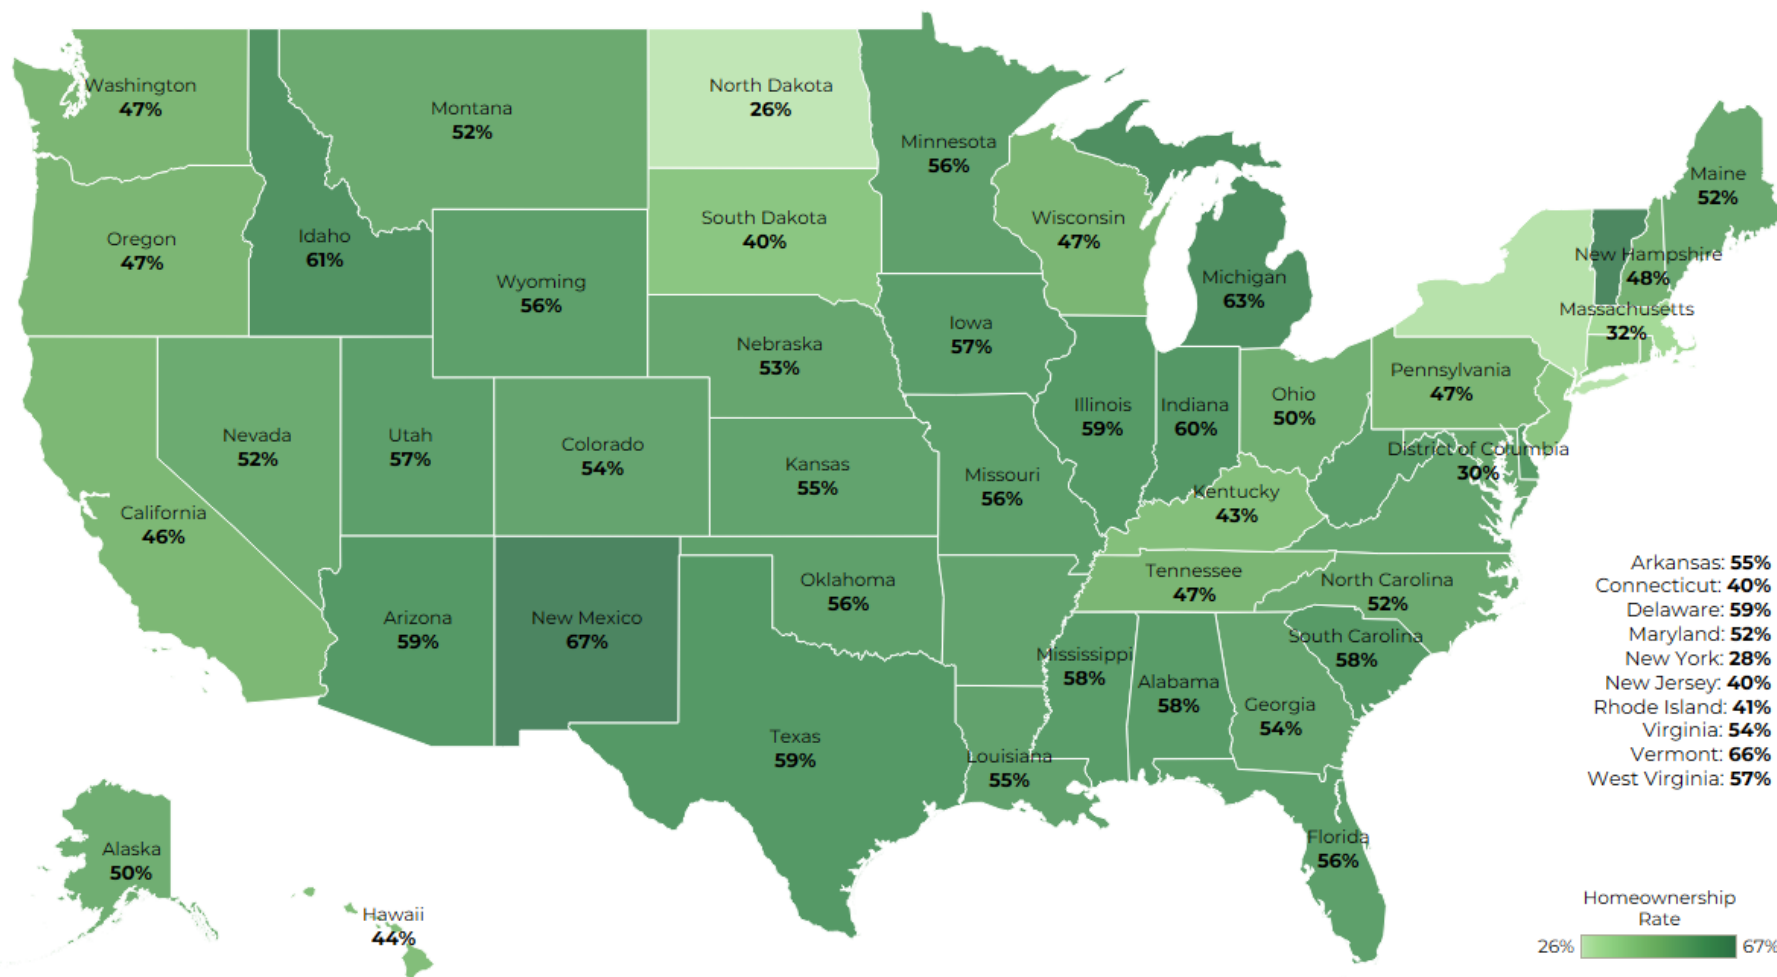 Washington
47%
Montana
52%
North Dakota
26%
Minnesota
56%
Maine
52%
Oregon
47%
Idaho
61%
South Dakota
40%
Wisconsin
47%
Michigan
63%
New Hampshire
48%
Wyoming
56%
Iowa
57%
Massachusetts
32%
Nebraska
53%
Pennsylvania
47%
Illinois
59%
Indiana
60%
Ohio
50%
Nevada
52%
Utah
57%
Colorado
54%
Kansas
55%
Missouri
56%
District of Columbia
30%
Kentucky
43%
California
46%
Tennessee
47%
North Carolina
52%
Oklahoma
56%
Arizona
59%
New Mexico
67%
South Carolina
58%
Mississippi
58%
Alabama
58%
Georgia
54%
Texas
59%
Louisiana
55%
Florida
56%
Alaska
50%
Hawaii
44%
Arkansas: 55%
Connecticut: 40%
Delaware: 59%
Maryland: 52%
New York: 28%
New Jersey: 40%
Rhode Island: 41%
Virginia: 54%
Vermont: 66%
West Virginia: 57%
Homeownership
Rate
26% 67%